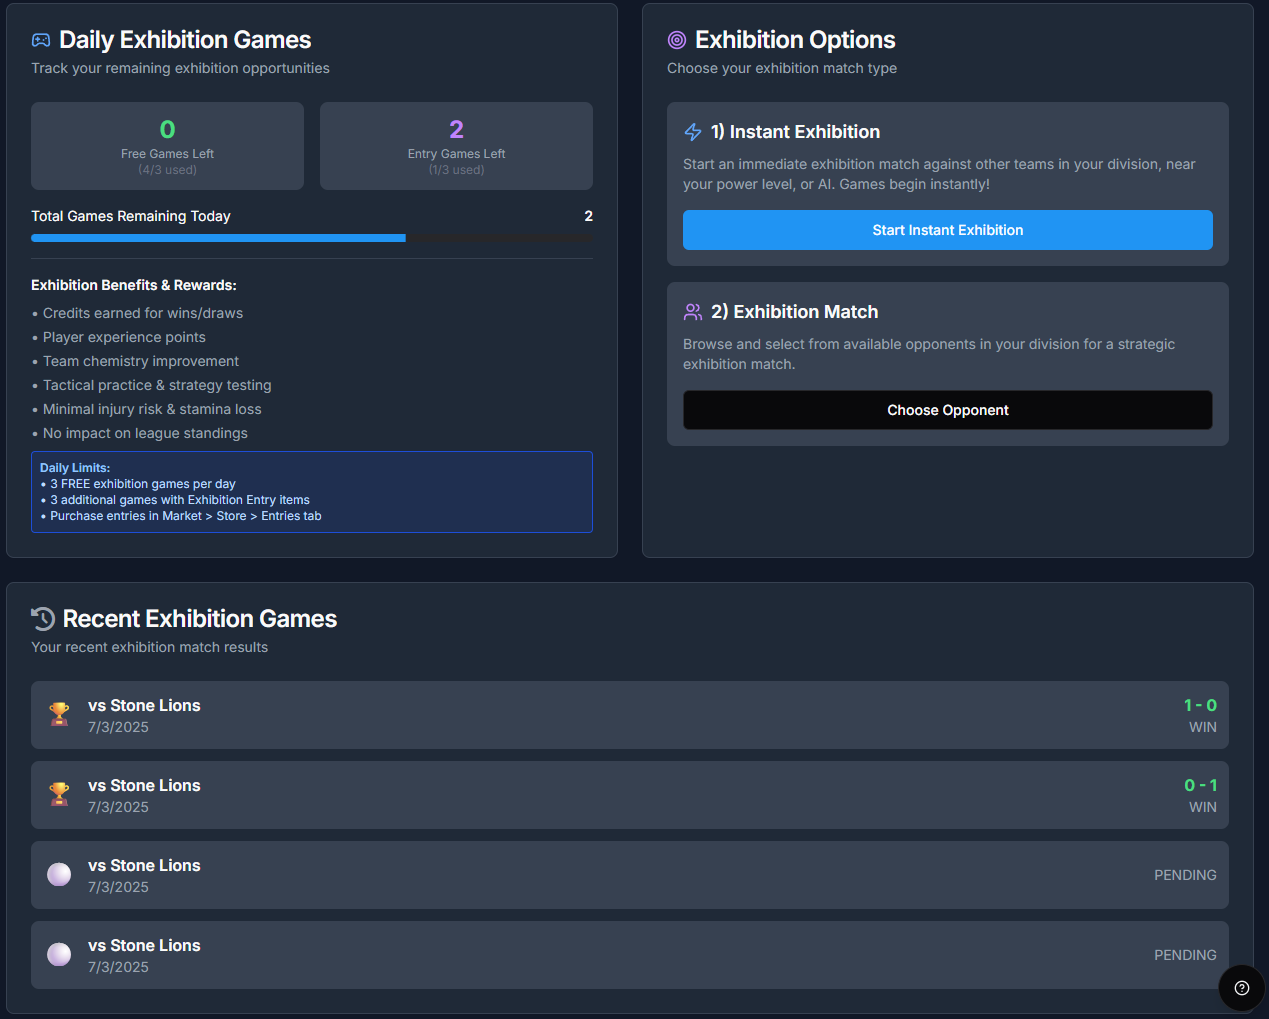 Daily Exhibition Games
Track your remaining exhibition opportunities
0
Free Games Left
(4/3 used)
2
Entry Games Left
(1/3 used)
Total Games Remaining Today
2
Exhibition Benefits & Rewards:
• Credits earned for wins/draws
• Player experience points
• Team chemistry improvement
• Tactical practice & strategy testing
• Minimal injury risk & stamina loss
• No impact on league standings
Daily Limits:
• 3 FREE exhibition games per day
• 3 additional games with Exhibition Entry items
• Purchase entries in Market > Store > Entries tab
Exhibition Options
Choose your exhibition match type
1) Instant Exhibition
Start an immediate exhibition match against other teams in your division, near
your power level, or AI. Games begin instantly!
Start Instant Exhibition
2) Exhibition Match
Browse and select from available opponents in your division for a strategic
exhibition match.
Choose Opponent
Recent Exhibition Games
Your recent exhibition match results
vs Stone Lions
7/3/2025
1 - 0
WIN
vs Stone Lions
7/3/2025
0 - 1
WIN
vs Stone Lions
7/3/2025
PENDING
vs Stone Lions
7/3/2025
PENDING